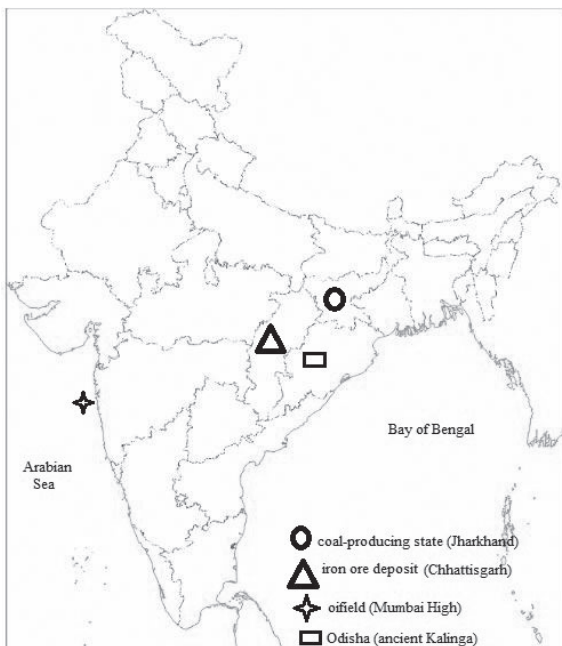 Bay of Bengal
Arabian
Sea
coal-producing state (Jharkhand)
iron ore deposit (Chhattisgarh)
oifield (Mumbai High)
Odisha (ancient Kalinga)